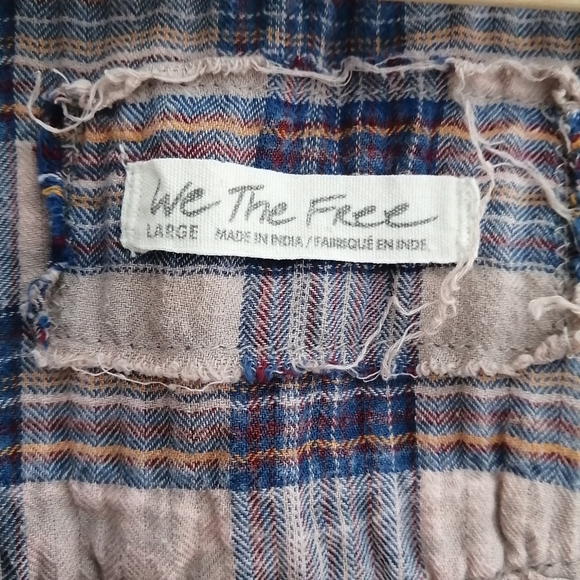 We The Free
LARGE MADE IN INDIA / FABRIQUÉ EN INDE